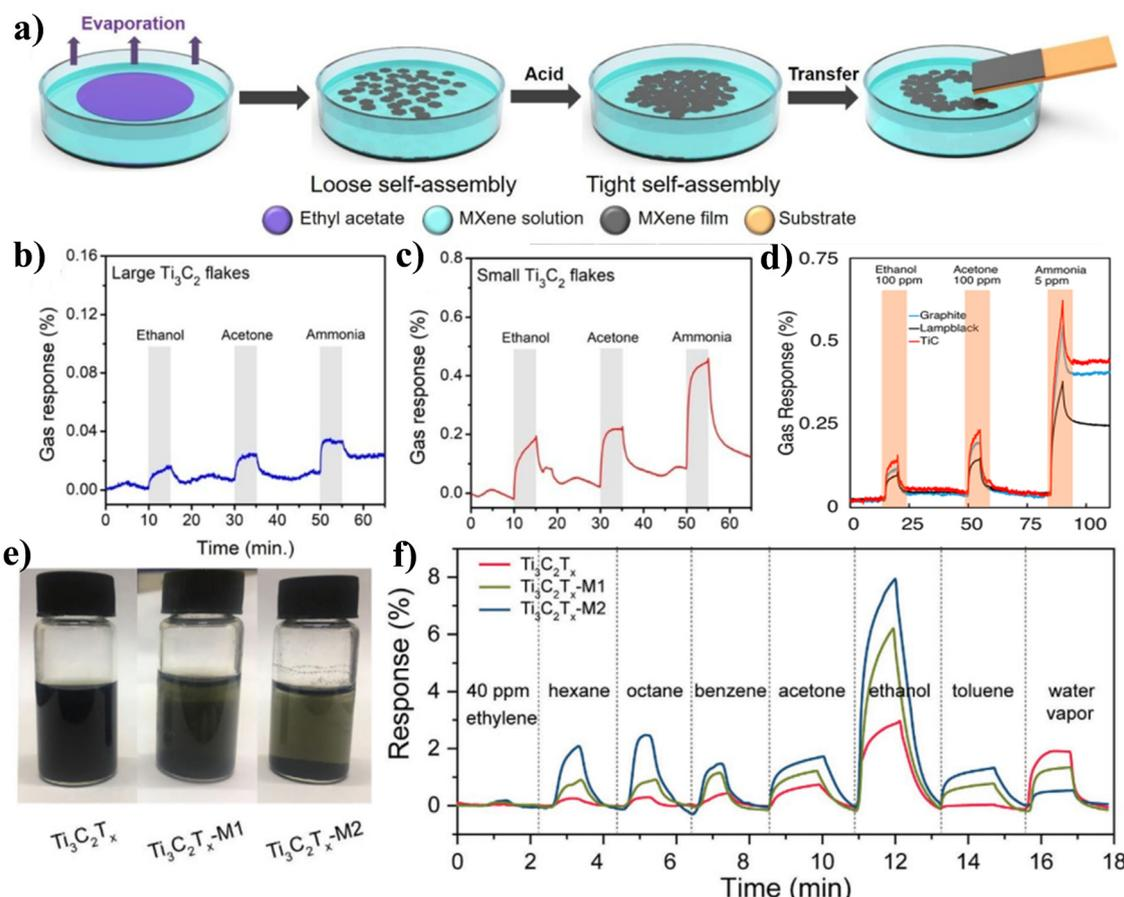 a)
Evaporation
Acid
Transfer
Loose self-assembly
Tight self-assembly
Ethyl acetate
MXene solution
MXene film
Substrate
b)
Large Ti₃C₂ flakes
Gas response (%)
0.16
0.12
0.08
0.04
0.00
Ethanol
Acetone
Ammonia
0 10 20 30 40 50 60
Time (min.)
c)
Small Ti₃C₂ flakes
Gas response (%)
0.8
0.6
0.4
0.2
0.0
Ethanol
Acetone
Ammonia
0 10 20 30 40 50 60
d)
Gas Response (%)
0.75
0.5
0.25
0
Ethanol
100 ppm
Acetone
100 ppm
Ammonia
5 ppm
Graphite
Lampblack
TiC
0 25 50 75 100
e)
Ti₃C₂Tₓ
Ti₃C₂Tₓ-M1
Ti₃C₂Tₓ-M2
f)
Response (%)
8
6
4
2
0
Ti₃C₂Tₓ
Ti₃C₂Tₓ-M1
Ti₃C₂Tₓ-M2
40 ppm
ethylene
hexane
octane
benzene
acetone
ethanol
toluene
water
vapor
0 2 4 6 8 10 12 14 16 18
Time (min)